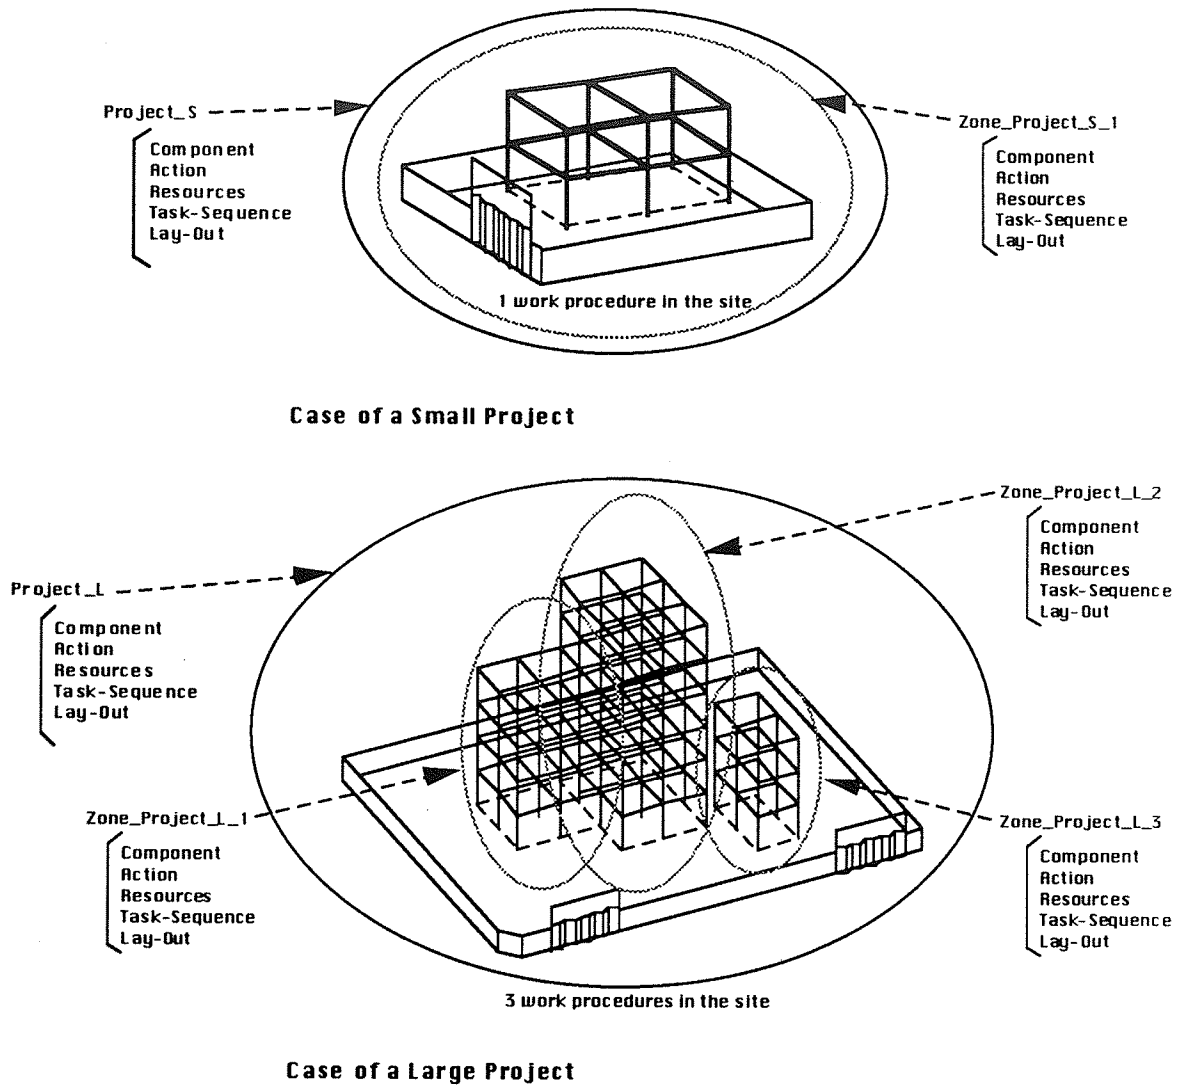 Project_S
Component
Action
Resources
Task-Sequence
Lay-Out
Zone_Project_S_1
Component
Action
Resources
Task-Sequence
Lay-Out
1 work procedure in the site
Case of a Small Project
Zone_Project_L_2
Component
Action
Resources
Task-Sequence
Lay-Out
Project_L
Component
Action
Resources
Task-Sequence
Lay-Out
Zone_Project_L_1
Component
Action
Resources
Task-Sequence
Lay-Out
Zone_Project_L_3
Component
Action
Resources
Task-Sequence
Lay-Out
3 work procedures in the site
Case of a Large Project